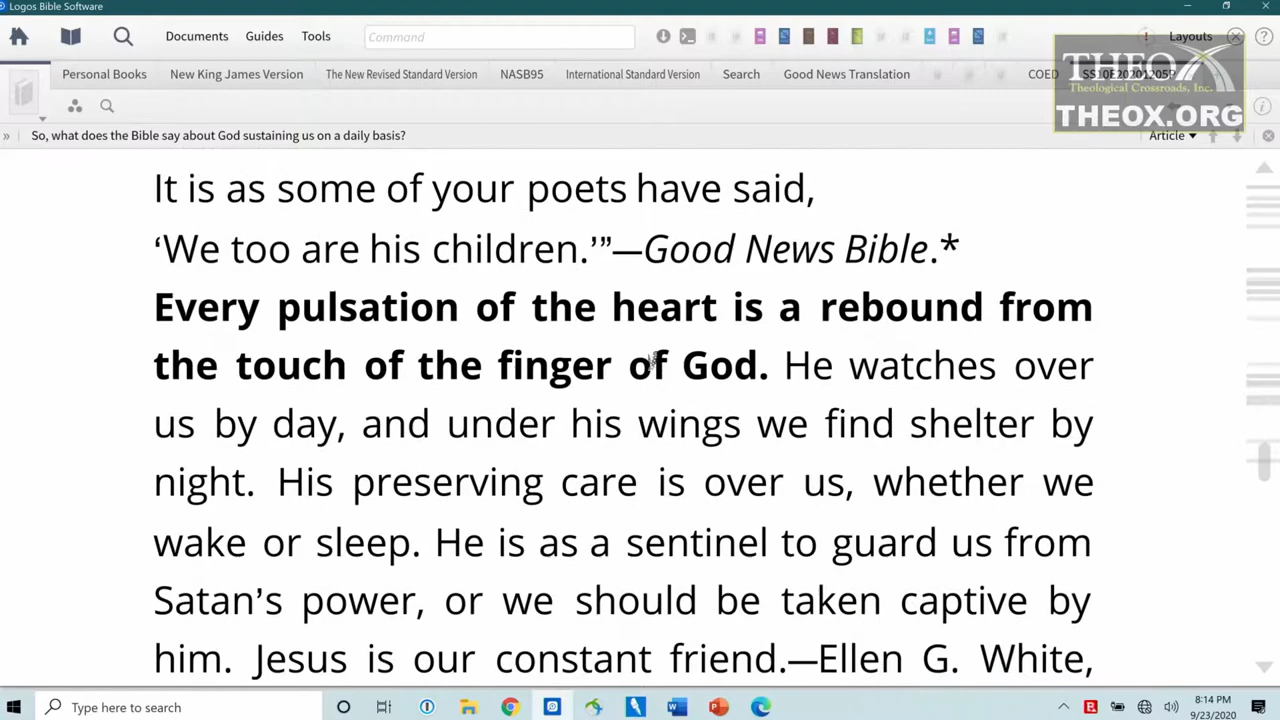 Logos Bible Software
Documents Guides Tools Command Layouts
Personal Books New King James Version The New Revised Standard Version NASB95 International Standard Version Search Good News Translation COED
THEO
Theological Crossroads, Inc.
THEOX.ORG
» So, what does the Bible say about God sustaining us on a daily basis? Article
It is as some of your poets have said,
‘We too are his children.’”—Good News Bible.*
Every pulsation of the heart is a rebound from
the touch of the finger of God. He watches over
us by day, and under his wings we find shelter by
night. His preserving care is over us, whether we
wake or sleep. He is as a sentinel to guard us from
Satan’s power, or we should be taken captive by
him. Jesus is our constant friend.—Ellen G. White,
Type here to search
8:14 PM
9/23/2020